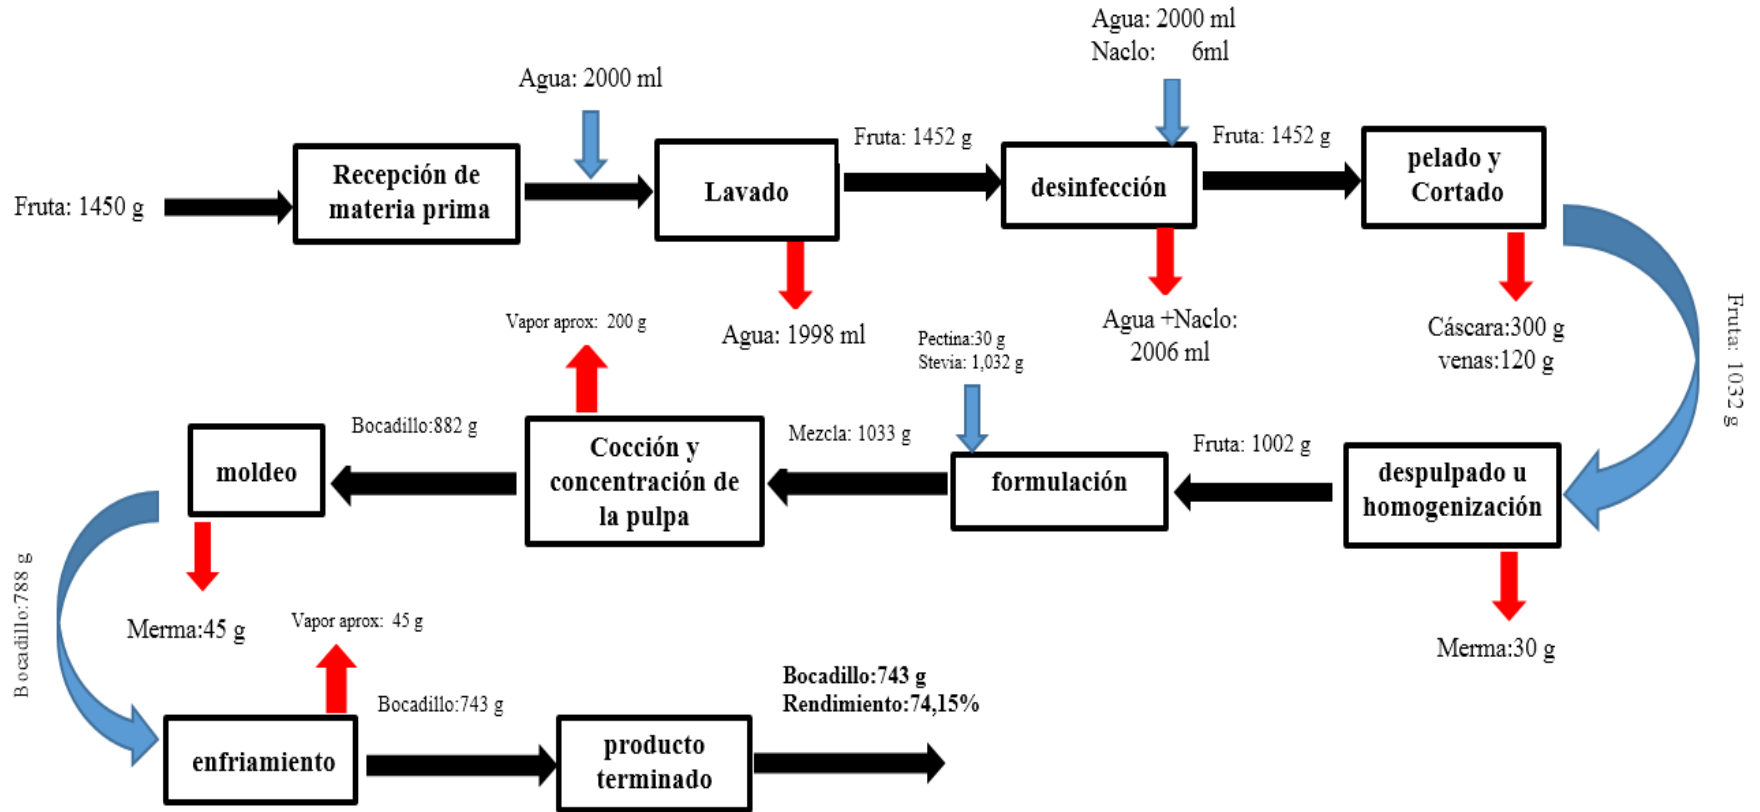 Fruta: 1450 g
Recepción de
materia prima
Agua: 2000 ml
Lavado
Agua: 1998 ml
Fruta: 1452 g
Agua: 2000 ml
Naclo: 6ml
desinfección
Agua +Naclo:
2006 ml
Fruta: 1452 g
pelado y
Cortado
Cáscara:300 g
venas:120 g
Fruta: 1032 g
despulpado u
homogenización
Merma:30 g
Fruta: 1002 g
Pectina:30 g
Stevia: 1,032 g
formulación
Mezcla: 1033 g
Vapor aprox: 200 g
Cocción y
concentración de
la pulpa
Bocadillo:882 g
moldeo
Merma:45 g
Bocadillo:788 g
Vapor aprox: 45 g
enfriamiento
Bocadillo:743 g
producto
terminado
Bocadillo:743 g
Rendimiento:74,15%